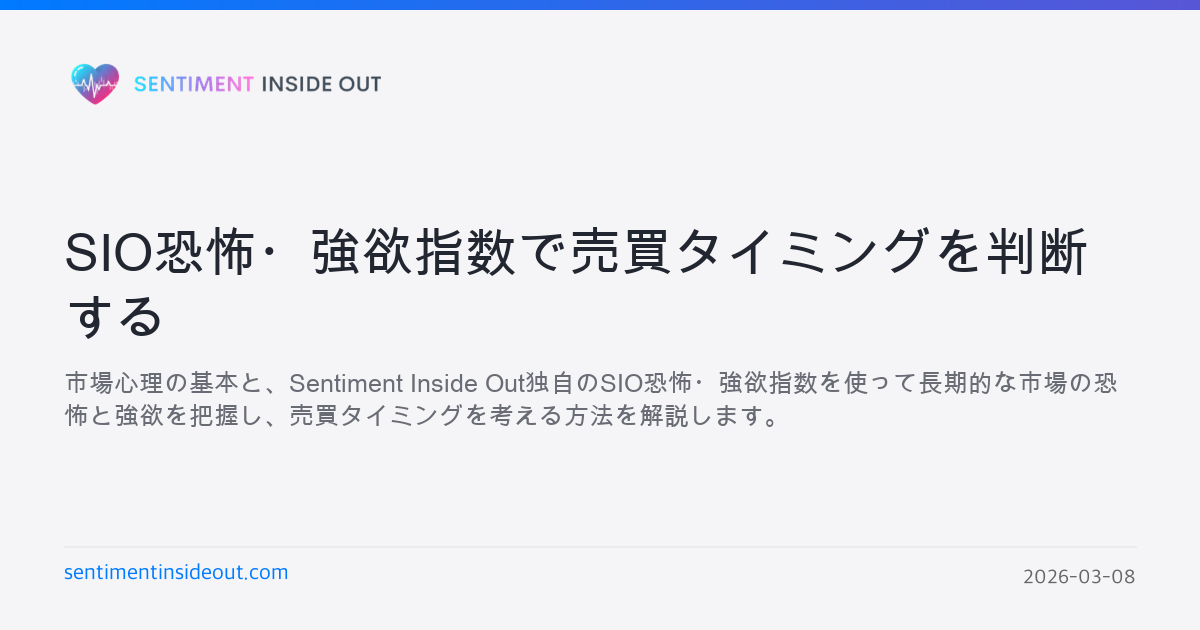 SENTIMENT INSIDE OUT
SIO恐怖・強欲指数で売買タイミングを判断
する
市場心理の基本と、Sentiment Inside Out独自のSIO恐怖・強欲指数を使って長期的な市場の恐
怖と強欲を把握し、売買タイミングを考える方法を解説します。
sentimentinsideout.com
2026-03-08